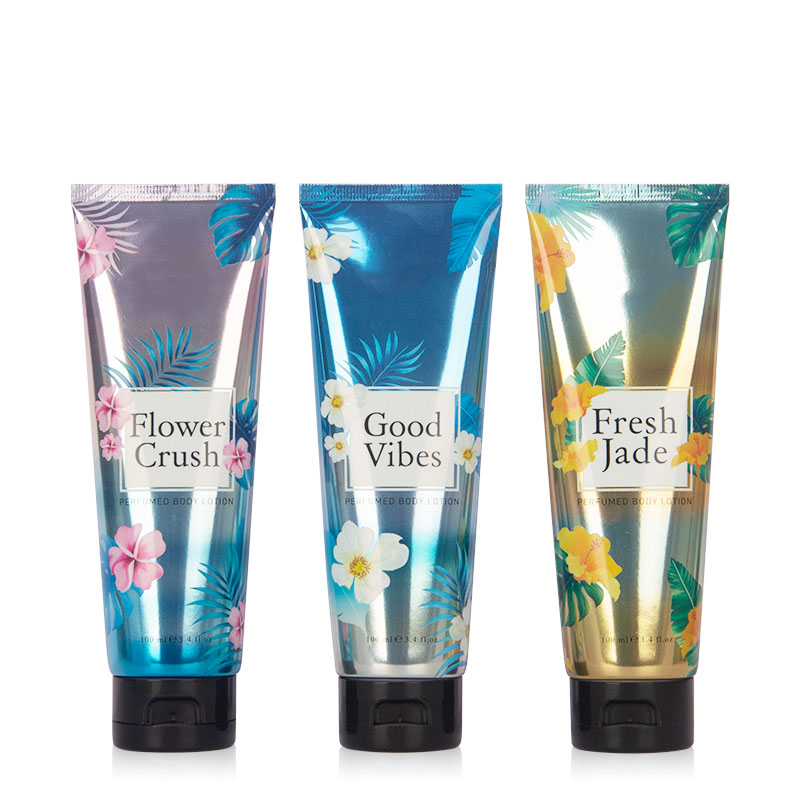 Flower
Crush
PERFUMED BODY LOTION
100 ml ℮ 3.4 fl.oz
Good
Vibes
PERFUMED BODY LOTION
100 ml ℮ 3.4 fl.oz
Fresh
Jade
PERFUMED BODY LOTION
100 ml ℮ 3.4 fl.oz